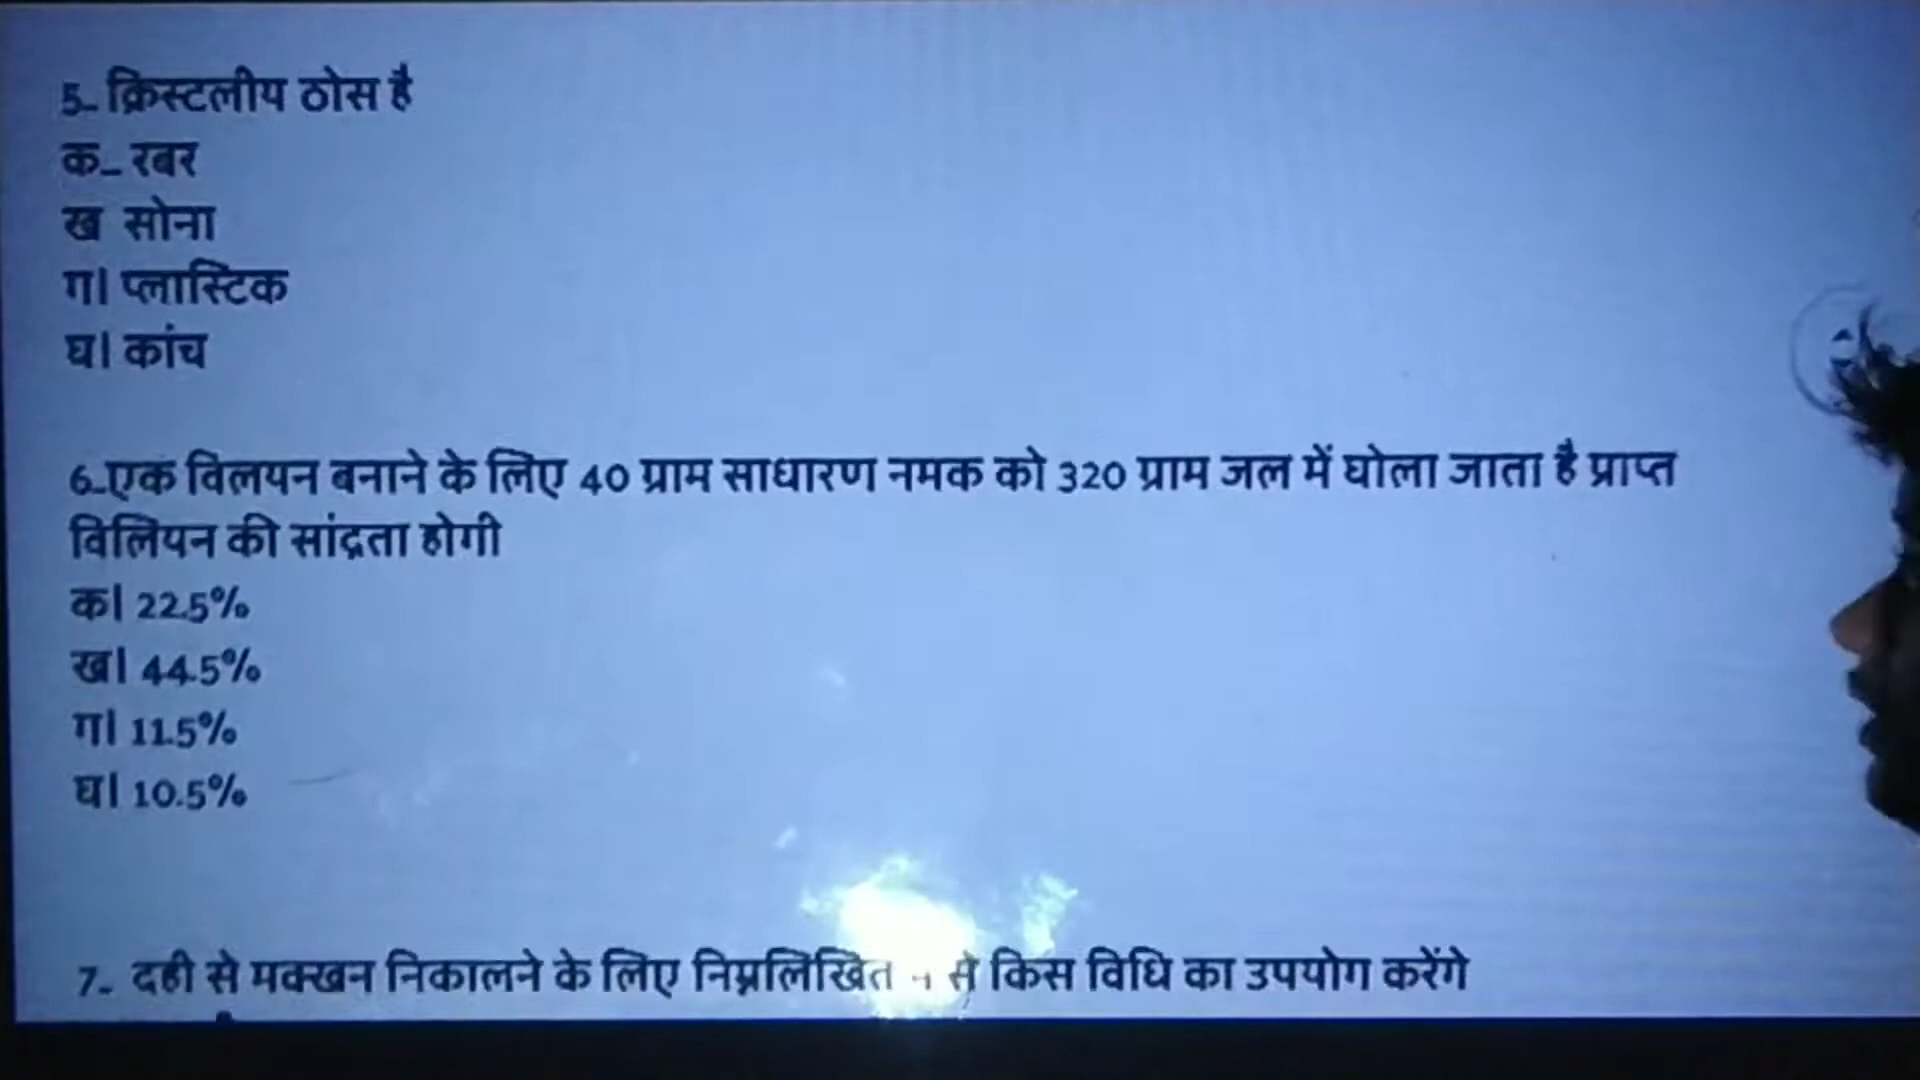 5- क्रिस्टलीय ठोस है
क- रबर
ख सोना
ग। प्लास्टिक
घ। कांच
6-एक विलयन बनाने के लिए 40 ग्राम साधारण नमक को 320 ग्राम जल में घोला जाता है प्राप्त
विलियन की सांद्रता होगी
क। 22.5%
ख। 44.5%
ग। 11.5%
घ। 10.5%
7- दही से मक्खन निकालने के लिए निम्नलिखित से किस विधि का उपयोग करेंगे